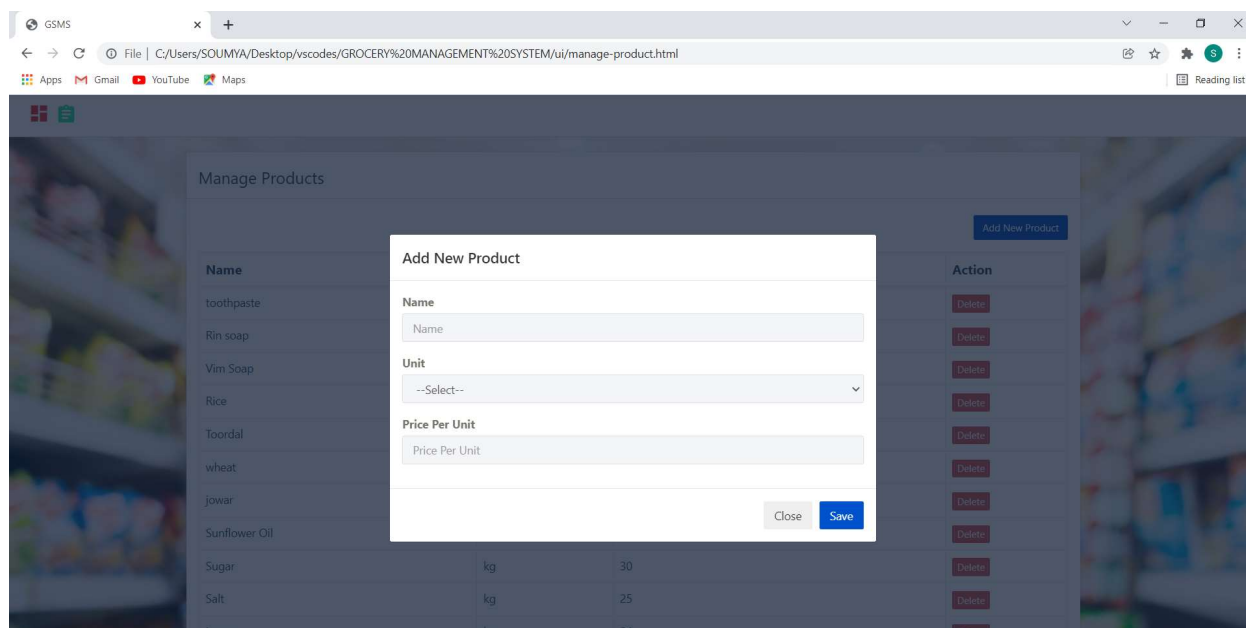 GSMS
File | C:/Users/SOUMYA/Desktop/vscodes/GROCERY%20MANAGEMENT%20SYSTEM/ui/manage-product.html
S
Apps Gmail YouTube Maps Reading list
Manage Products
Add New Product
Add New Product
Name Action
Name
toothpaste Delete
Name
Rin soap Delete
Unit
Vim Soap Delete
--Select--
Rice Delete
Price Per Unit
Toordal Delete
Price Per Unit
wheat Delete
jowar Delete
Close Save
Sunflower Oil Delete
Sugar kg 30 Delete
Salt kg 25 Delete